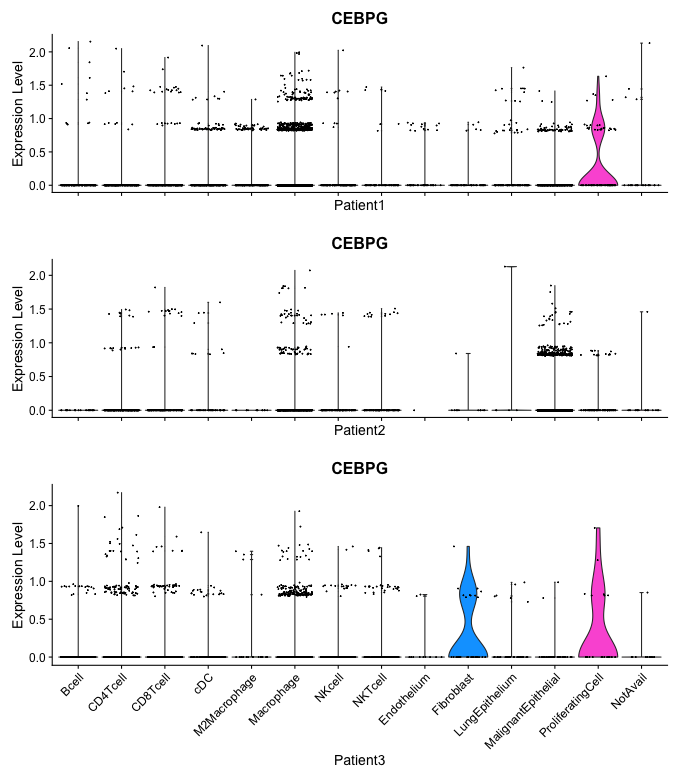 CEBPG
Expression Level
2.0
1.5
1.0
0.5
0.0
Patient1
CEBPG
Expression Level
2.0
1.5
1.0
0.5
0.0
Patient2
CEBPG
Expression Level
2.0
1.5
1.0
0.5
0.0
Bcell
CD4Tcell
CD8Tcell
cDC
M2Macrophage
Macrophage
NKcell
NKTcell
Endothelium
Fibroblast
LungEpithelium
MalignantEpithelial
ProliferatingCell
NotAvail
Patient3